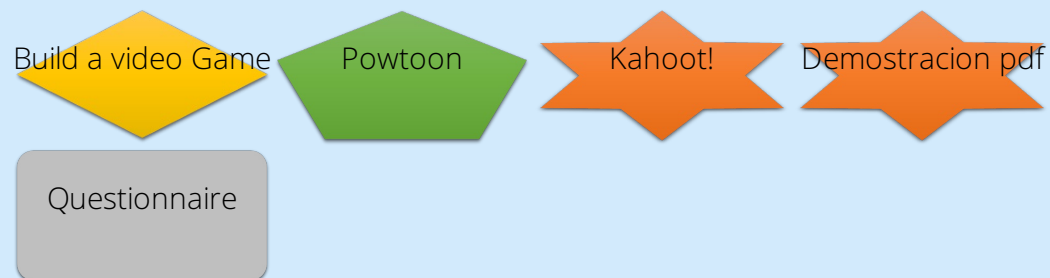 Build a video Game
Powtoon
Kahoot!
Demostracion pdf
Questionnaire